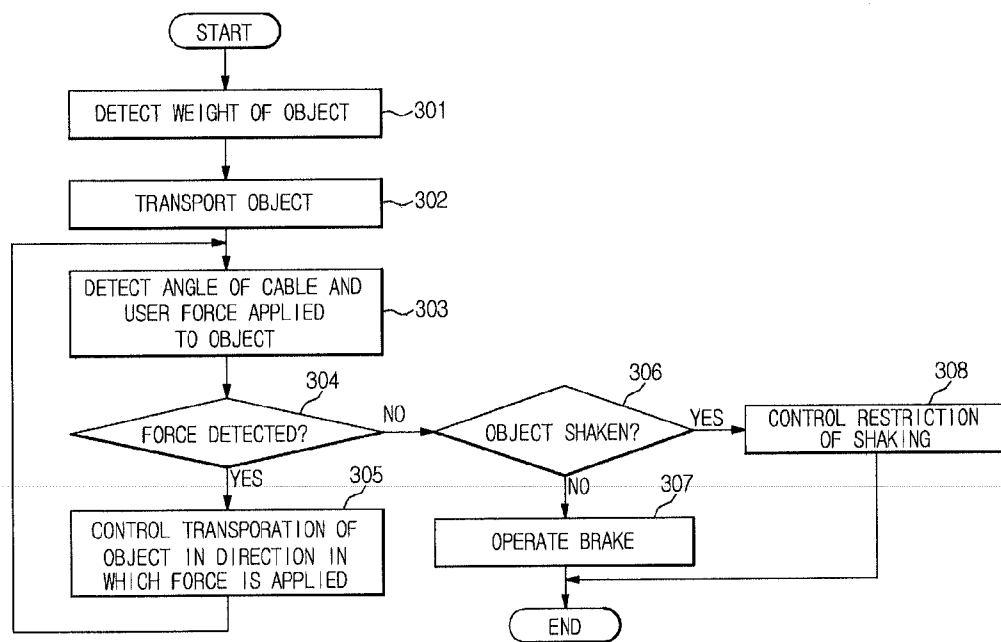 START
DETECT WEIGHT OF OBJECT
301
TRANSPORT OBJECT
302
DETECT ANGLE OF CABLE AND
USER FORCE APPLIED
TO OBJECT
303
304
FORCE DETECTED?
NO
YES
305
CONTROL TRANSPORATION OF
OBJECT IN DIRECTION IN
WHICH FORCE IS APPLIED
306
OBJECT SHAKEN?
YES
NO
308
CONTROL RESTRICTION
OF SHAKING
307
OPERATE BRAKE
END